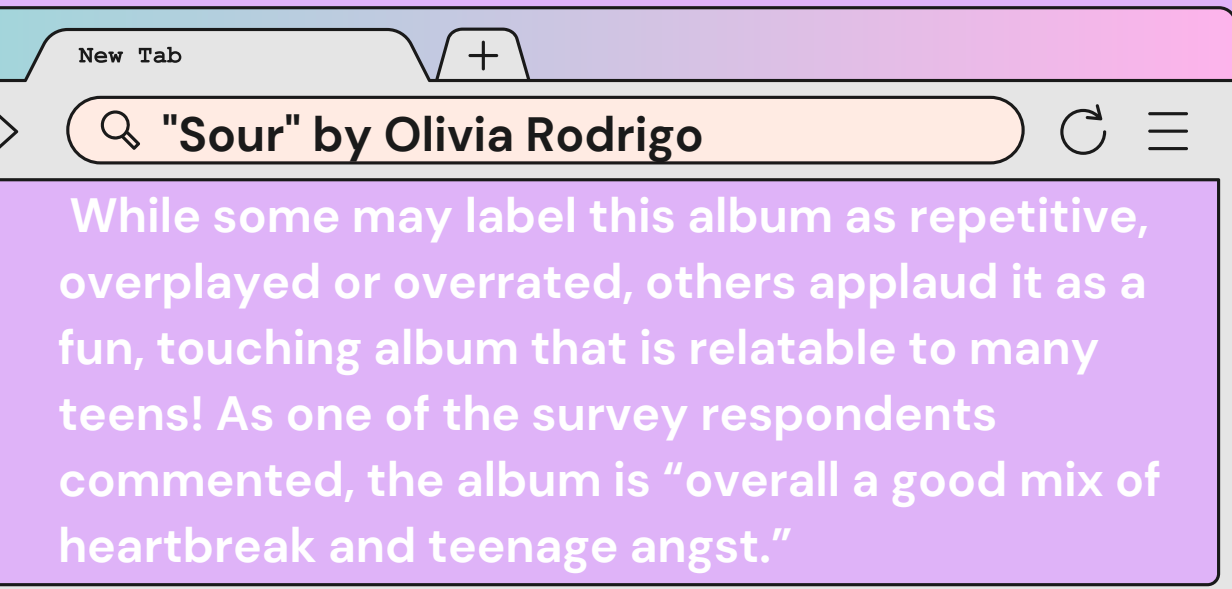 New Tab
"Sour" by Olivia Rodrigo
While some may label this album as repetitive,
overplayed or overrated, others applaud it as a
fun, touching album that is relatable to many
teens! As one of the survey respondents
commented, the album is “overall a good mix of
heartbreak and teenage angst.”